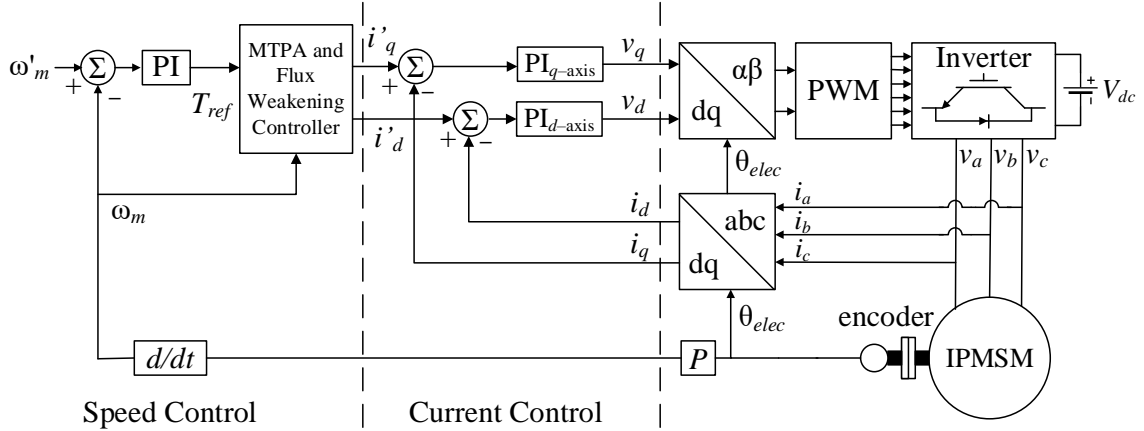 ω'm
Σ
+
−
PI
Tref
MTPA and
Flux
Weakening
Controller
i'q
i'd
Σ
+
−
Σ
+
−
PIq–axis
PId–axis
vq
vd
αβ
dq
PWM
Inverter
+
-
Vdc
va
vb
vc
θelec
ωm
id
iq
abc
dq
ia
ib
ic
θelec
encoder
d/dt
P
IPMSM
Speed Control
Current Control